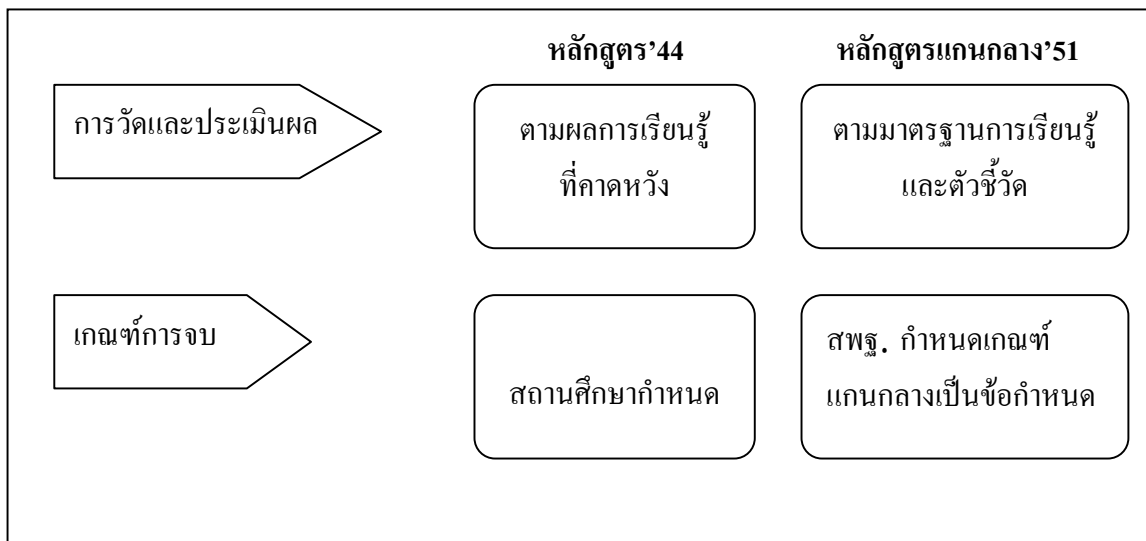 หลักสูตร’44 หลักสูตรแกนกลาง’51
การวัดและประเมินผล
ตามผลการเรียนรู้
ที่คาดหวัง
ตามมาตรฐานการเรียนรู้
และตัวชี้วัด
เกณฑ์การจบ
สถานศึกษากำหนด
สพฐ. กำหนดเกณฑ์
แกนกลางเป็นข้อกำหนด